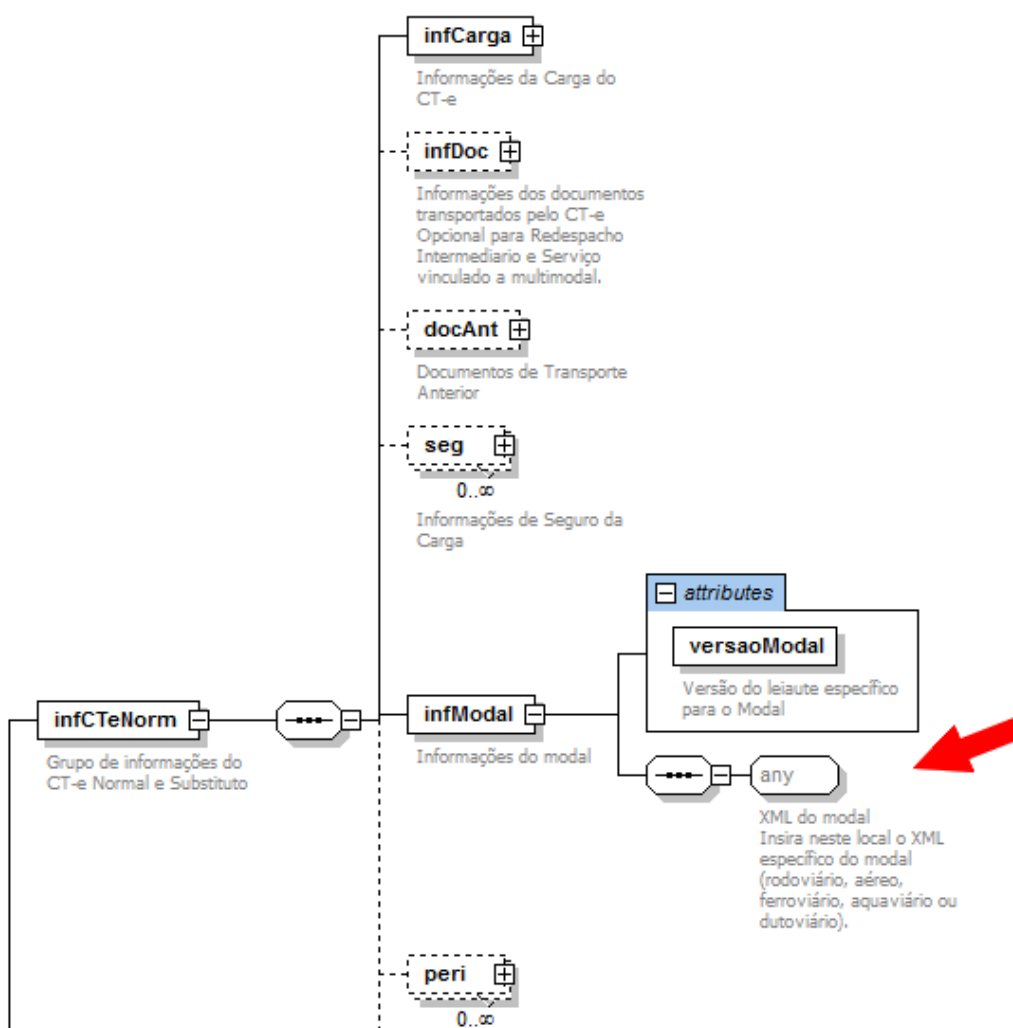 infCarga
Informações da Carga do
CT-e
infDoc
Informações dos documentos
transportados pelo CT-e
Opcional para Redespacho
Intermediario e Serviço
vinculado a multimodal.
docAnt
Documentos de Transporte
Anterior
seg
0..∞
Informações de Seguro da
Carga
attributes
versaoModal
Versão do leiaute específico
para o Modal
infCTeNorm
Grupo de informações do
CT-e Normal e Substituto
infModal
Informações do modal
any
XML do modal
Insira neste local o XML
específico do modal
(rodoviário, aéreo,
ferroviário, aquaviário ou
dutoviário).
peri
0..∞